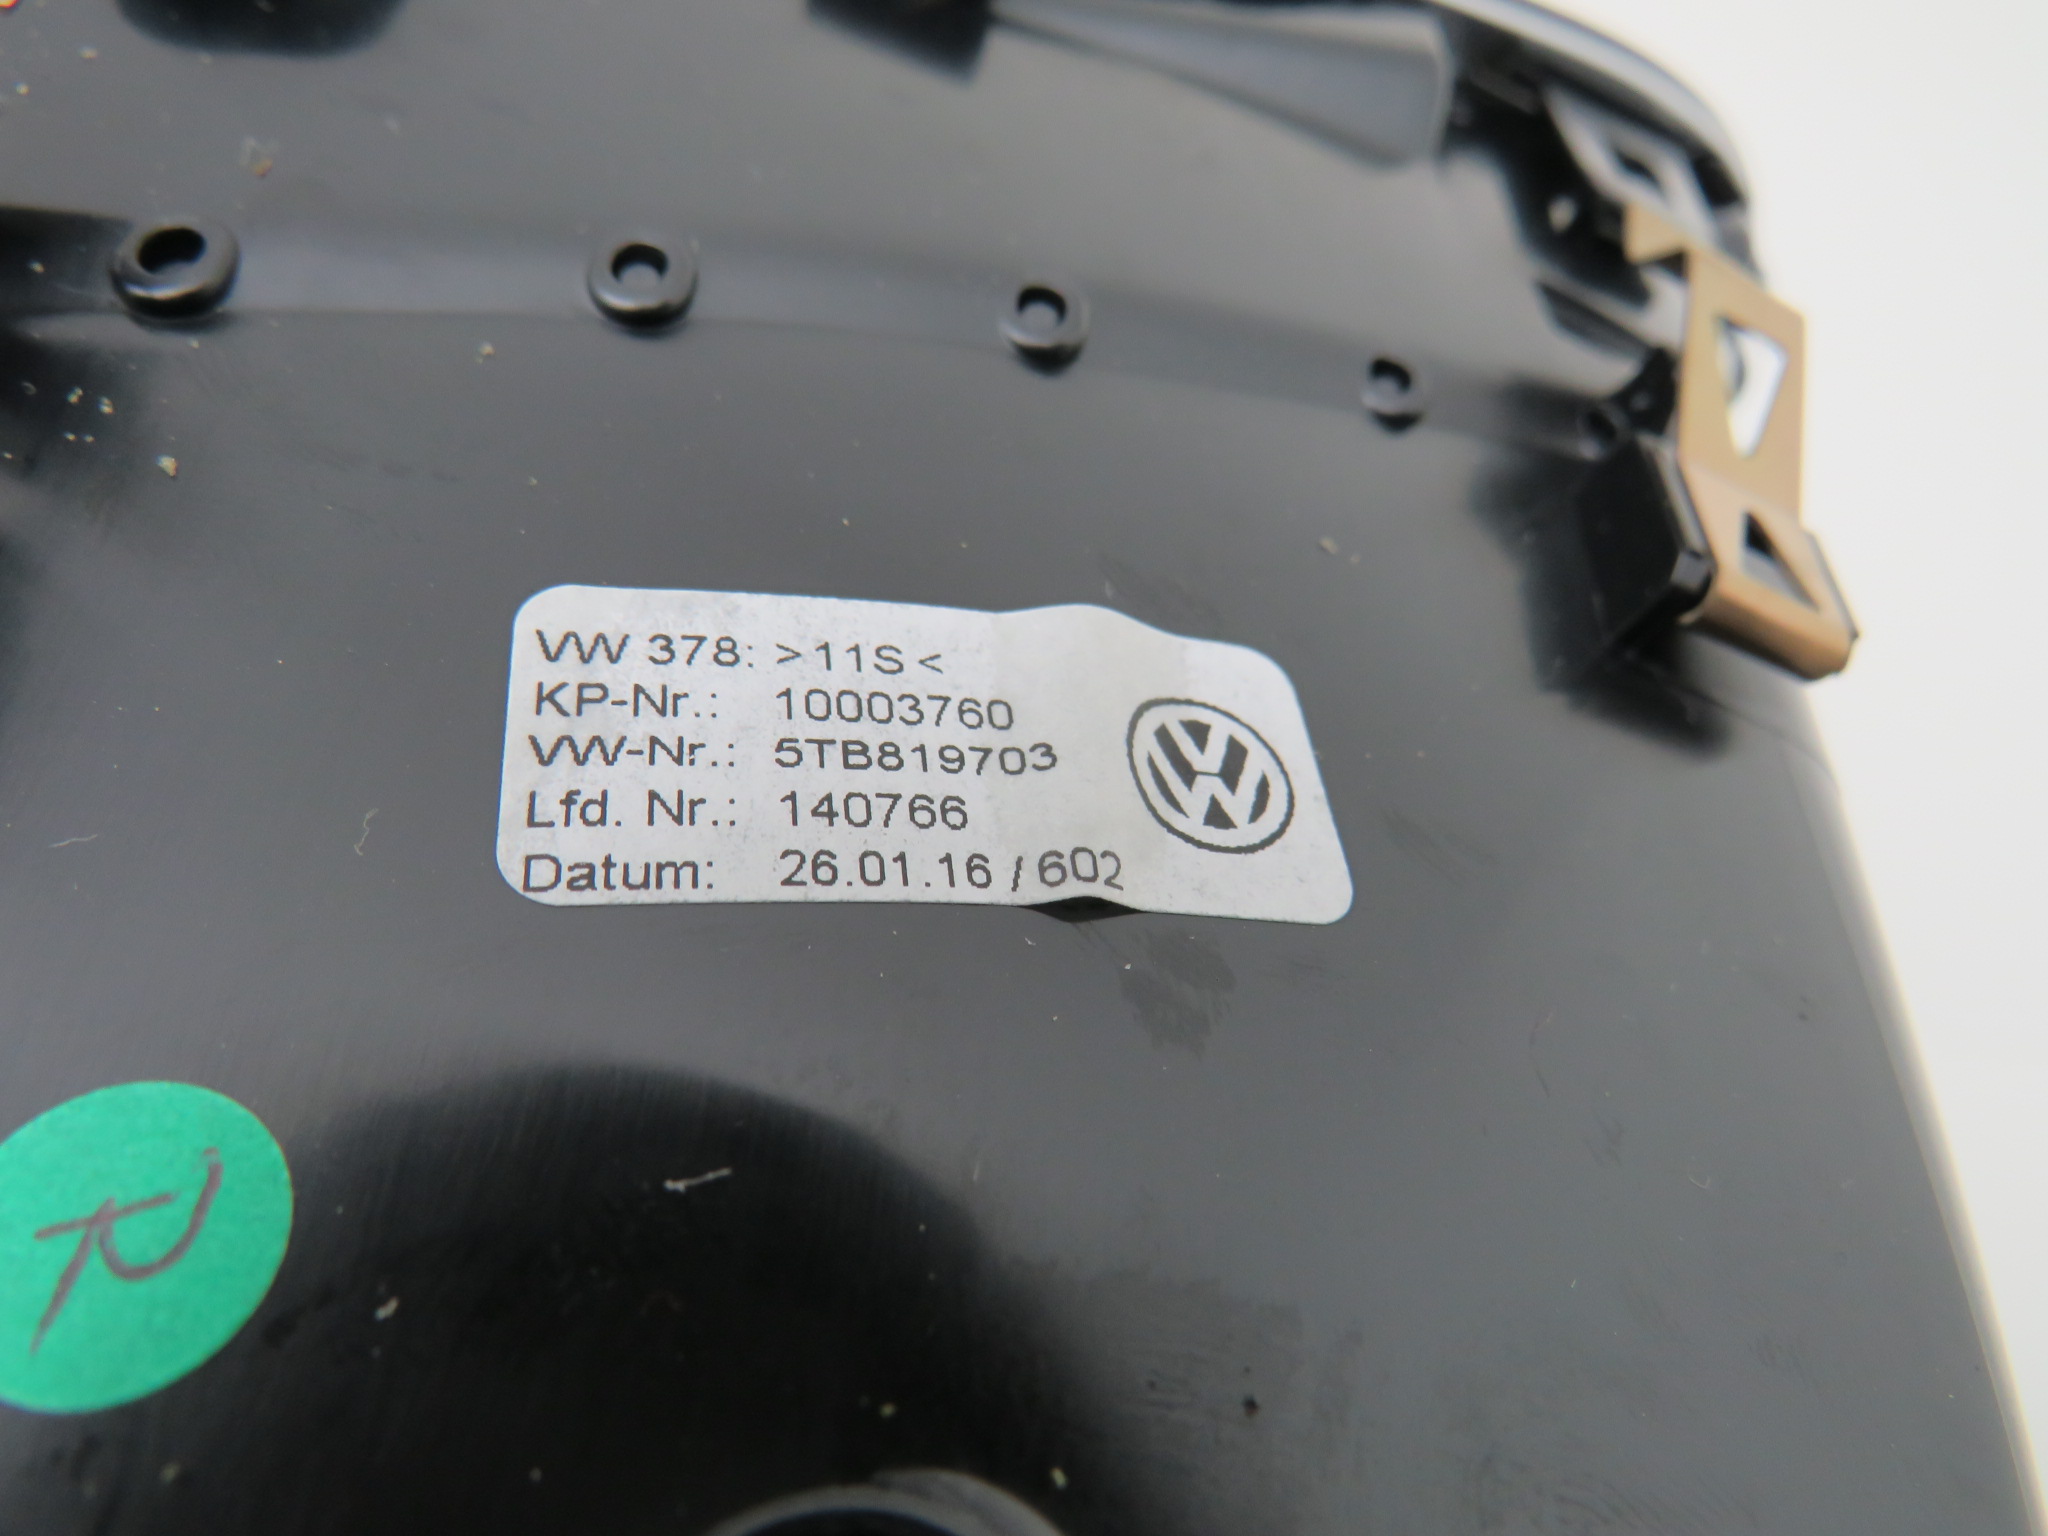 VW 378: >11S<
KP-Nr.: 10003760
VW-Nr.: 5TB819703
Lfd. Nr.: 140766
Datum: 26.01.16 / 602